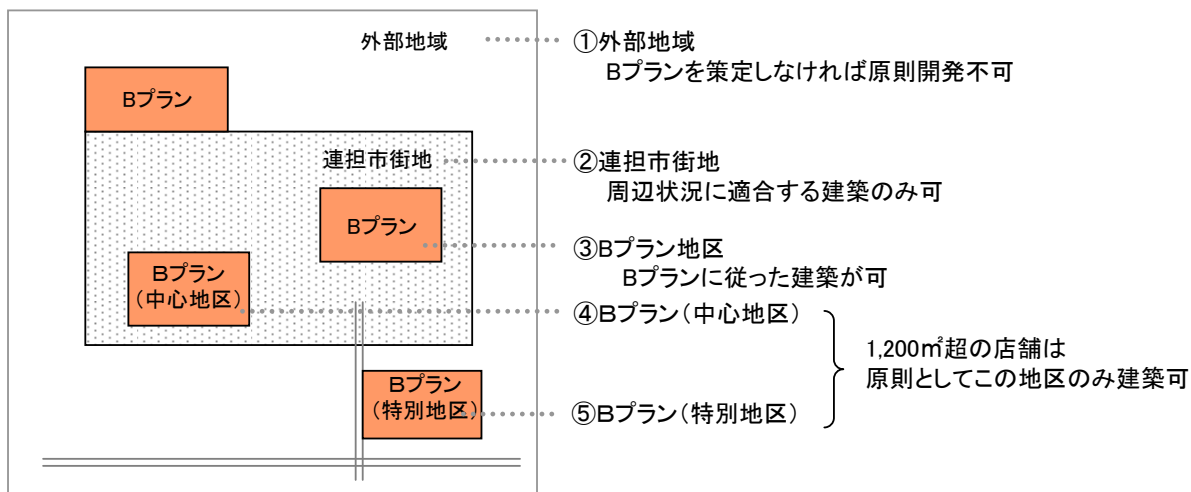 外部地域
Bプラン
連担市街地
Bプラン
Bプラン
（中心地区）
Bプラン
（特別地区）
①外部地域
Bプランを策定しなければ原則開発不可
②連担市街地
周辺状況に適合する建築のみ可
③Bプラン地区
Bプランに従った建築が可
④Bプラン（中心地区）
⑤Bプラン（特別地区）
1,200㎡超の店舗は
原則としてこの地区のみ建築可